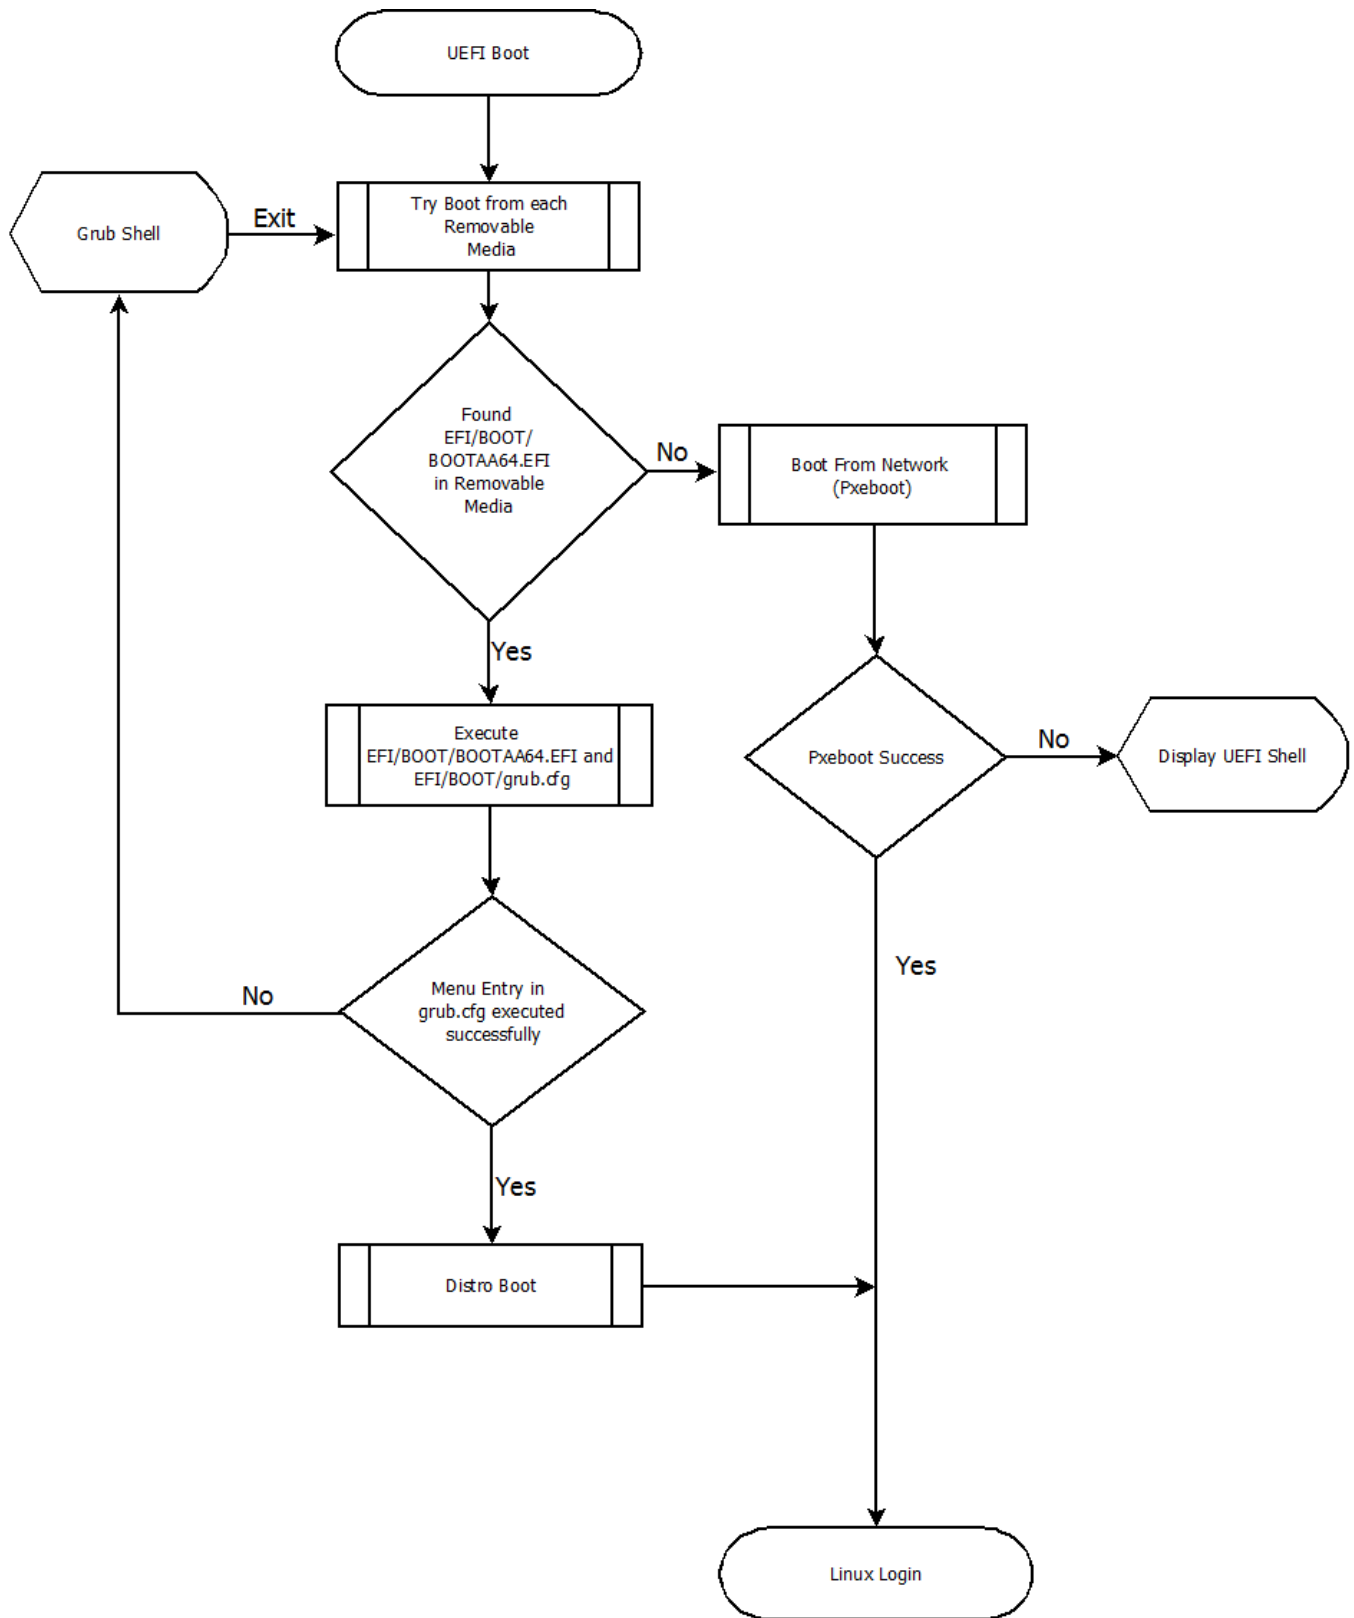 UEFI Boot
Try Boot from each
Removable
Media
Grub Shell
Exit
Found
EFI/BOOT/
BOOTAA64.EFI
in Removable
Media
No
Boot From Network
(Pxeboot)
Yes
Execute
EFI/BOOT/BOOTAA64.EFI and
EFI/BOOT/grub.cfg
Pxeboot Success
No
Display UEFI Shell
Yes
Menu Entry in
grub.cfg executed
successfully
No
Yes
Distro Boot
Linux Login